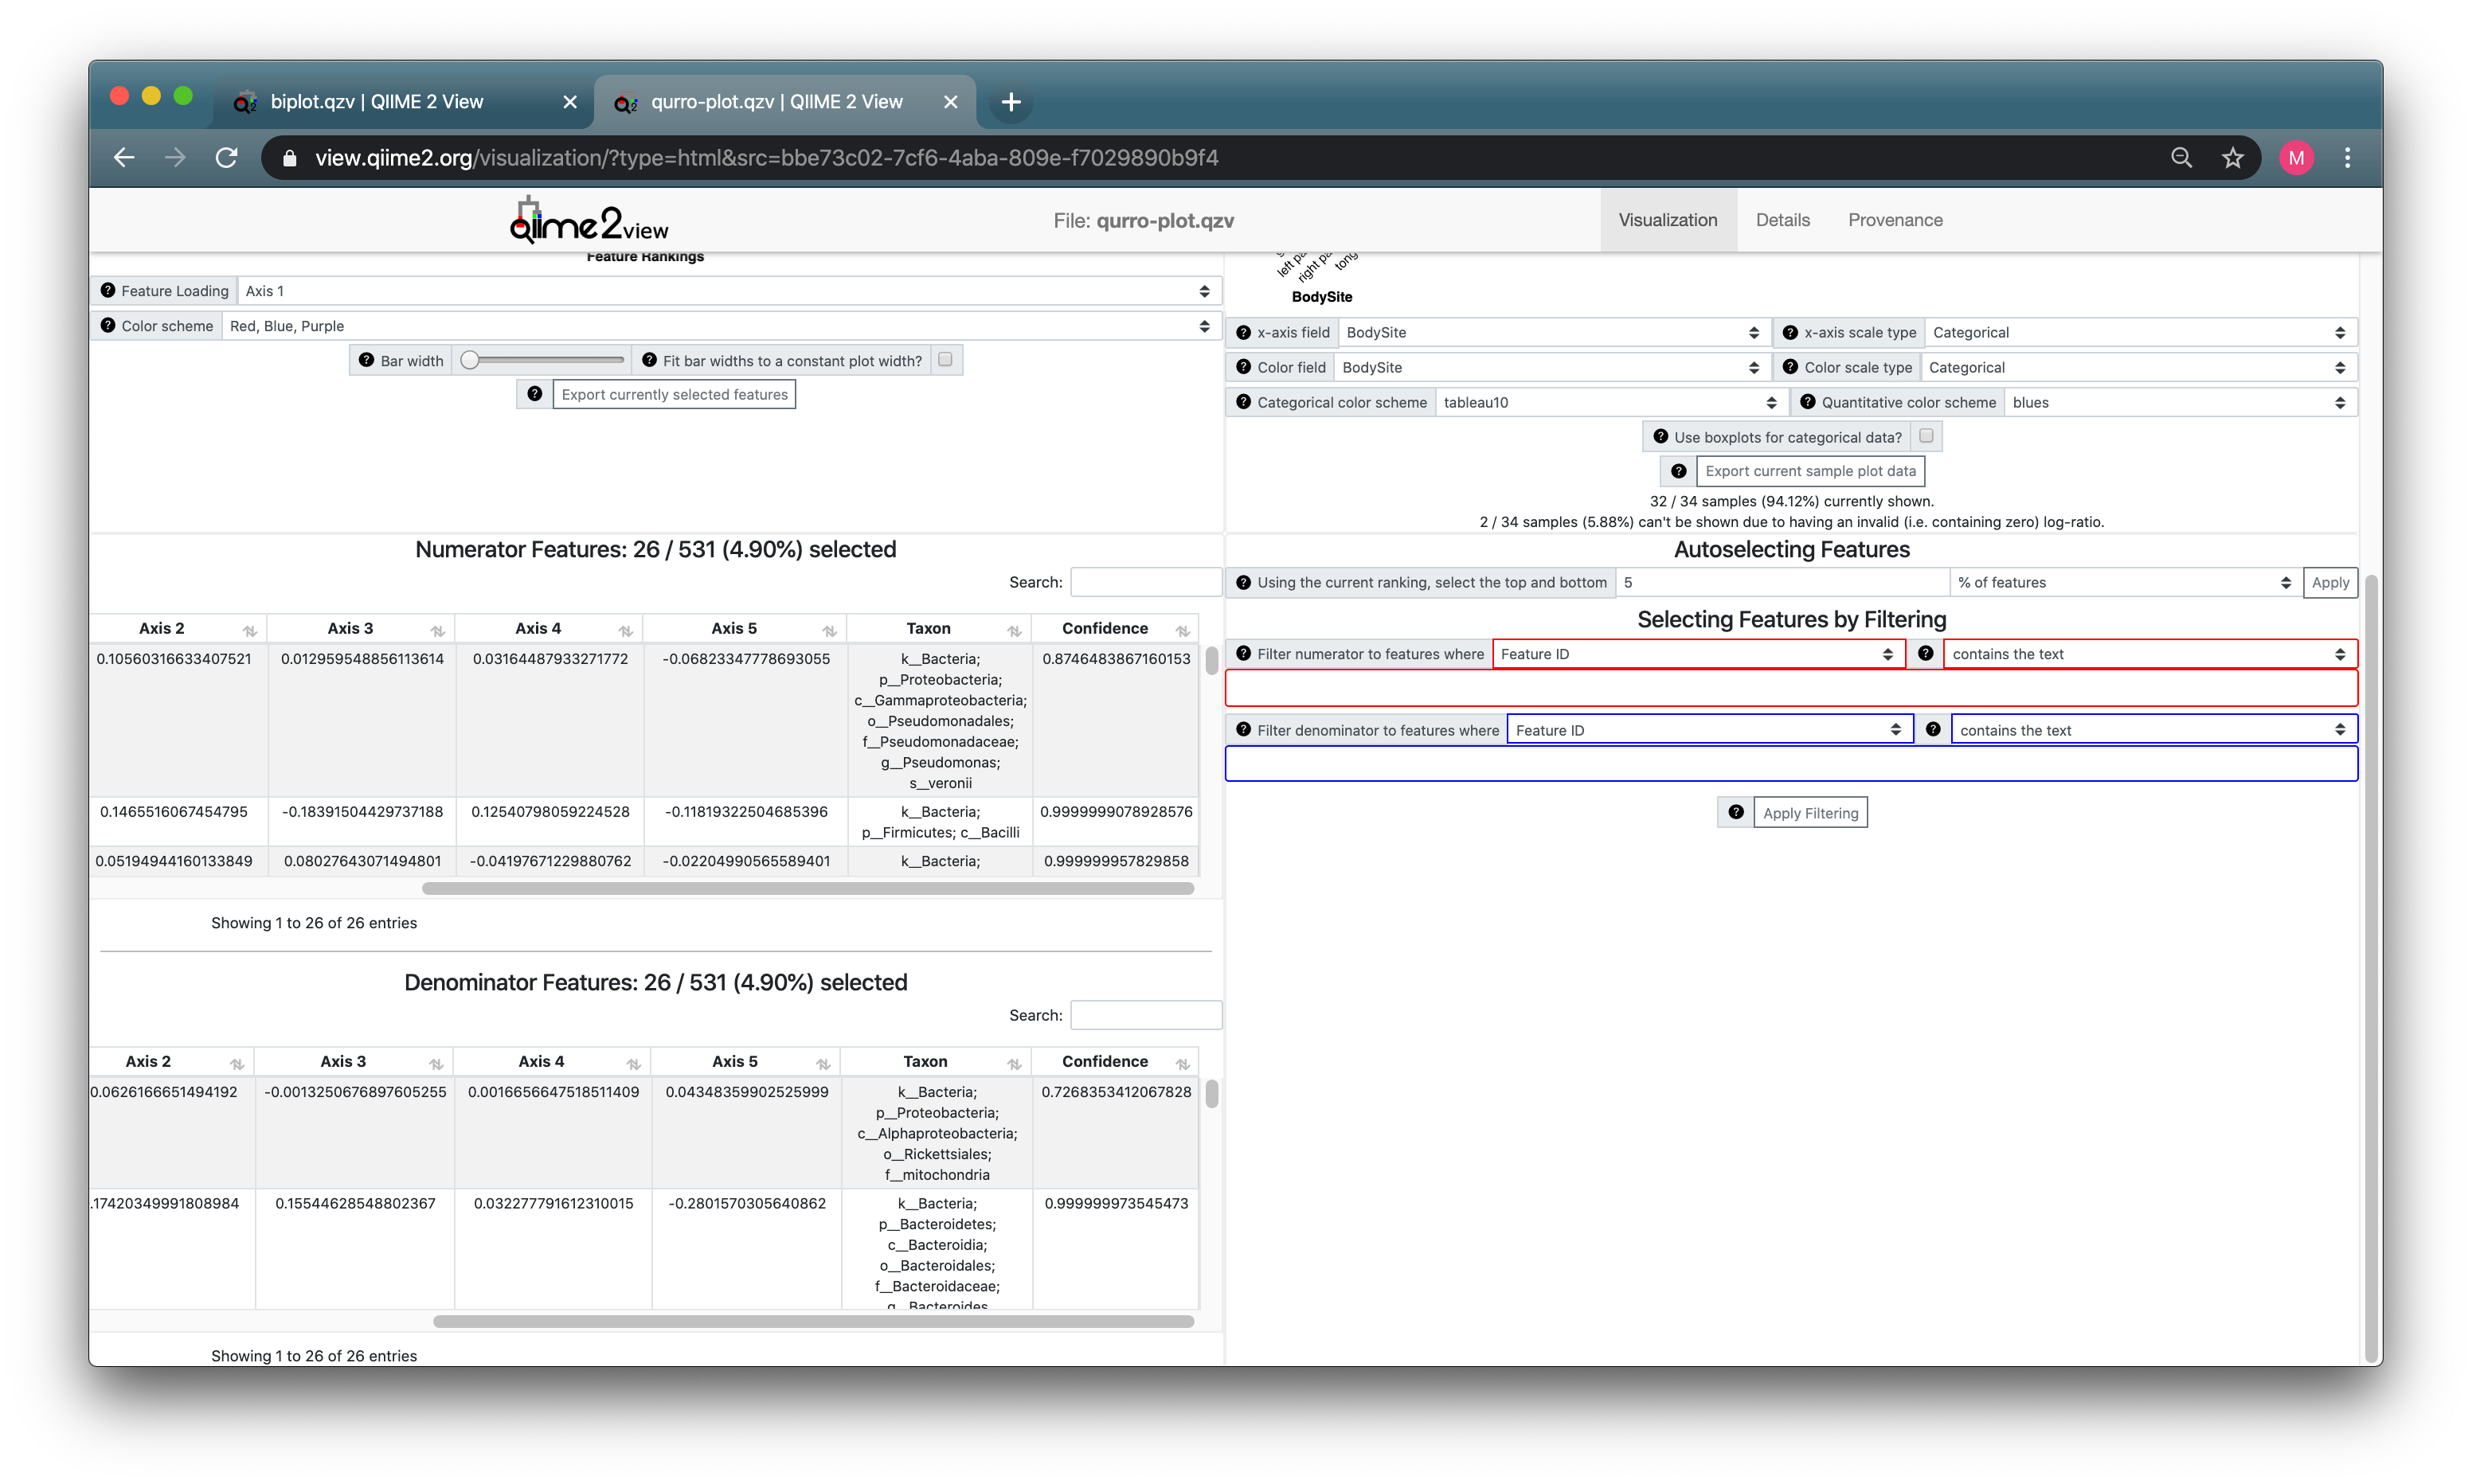 biplot.qzv | QIIME 2 View
qurro-plot.qzv | QIIME 2 View
view.qiime2.org/visualization/?type=html&src=bbe73c02-7cf6-4aba-809e-f7029890b9f4
M
qiime2view
File: qurro-plot.qzv
Visualization Details Provenance
Feature Rankings
Feature Loading Axis 1
Color scheme Red, Blue, Purple
Bar width Fit bar widths to a constant plot width?
Export currently selected features
left pa
right pa
tong
BodySite
x-axis field BodySite x-axis scale type Categorical
Color field BodySite Color scale type Categorical
Categorical color scheme tableau10 Quantitative color scheme blues
Use boxplots for categorical data?
Export current sample plot data
32 / 34 samples (94.12%) currently shown.
2 / 34 samples (5.88%) can't be shown due to having an invalid (i.e. containing zero) log-ratio.
Numerator Features: 26 / 531 (4.90%) selected
Search:
Axis 2 Axis 3 Axis 4 Axis 5 Taxon Confidence
0.10560316633407521 0.012959548856113614 0.03164487933271772 -0.06823347778693055 k__Bacteria; 0.8746483867160153
p__Proteobacteria;
c__Gammaproteobacteria;
o__Pseudomonadales;
f__Pseudomonadaceae;
g__Pseudomonas;
s__veronii
0.1465516067454795 -0.18391504429737188 0.12540798059224528 -0.11819322504685396 k__Bacteria; 0.9999999078928576
p__Firmicutes; c__Bacilli
0.05194944160133849 0.08027643071494801 -0.04197671229880762 -0.02204990565589401 k__Bacteria; 0.999999957829858
Showing 1 to 26 of 26 entries
Denominator Features: 26 / 531 (4.90%) selected
Search:
Axis 2 Axis 3 Axis 4 Axis 5 Taxon Confidence
0.0626166651494192 -0.0013250676897605255 0.0016656647518511409 0.04348359902525999 k__Bacteria; 0.7268353412067828
p__Proteobacteria;
c__Alphaproteobacteria;
o__Rickettsiales;
f__mitochondria
.17420349991808984 0.15544628548802367 0.032277791612310015 -0.2801570305640862 k__Bacteria; 0.999999973545473
p__Bacteroidetes;
c__Bacteroidia;
o__Bacteroidales;
f__Bacteroidaceae;
g__Bacteroides
Showing 1 to 26 of 26 entries
Autoselecting Features
Using the current ranking, select the top and bottom 5 % of features Apply
Selecting Features by Filtering
Filter numerator to features where Feature ID contains the text
Filter denominator to features where Feature ID contains the text
Apply Filtering